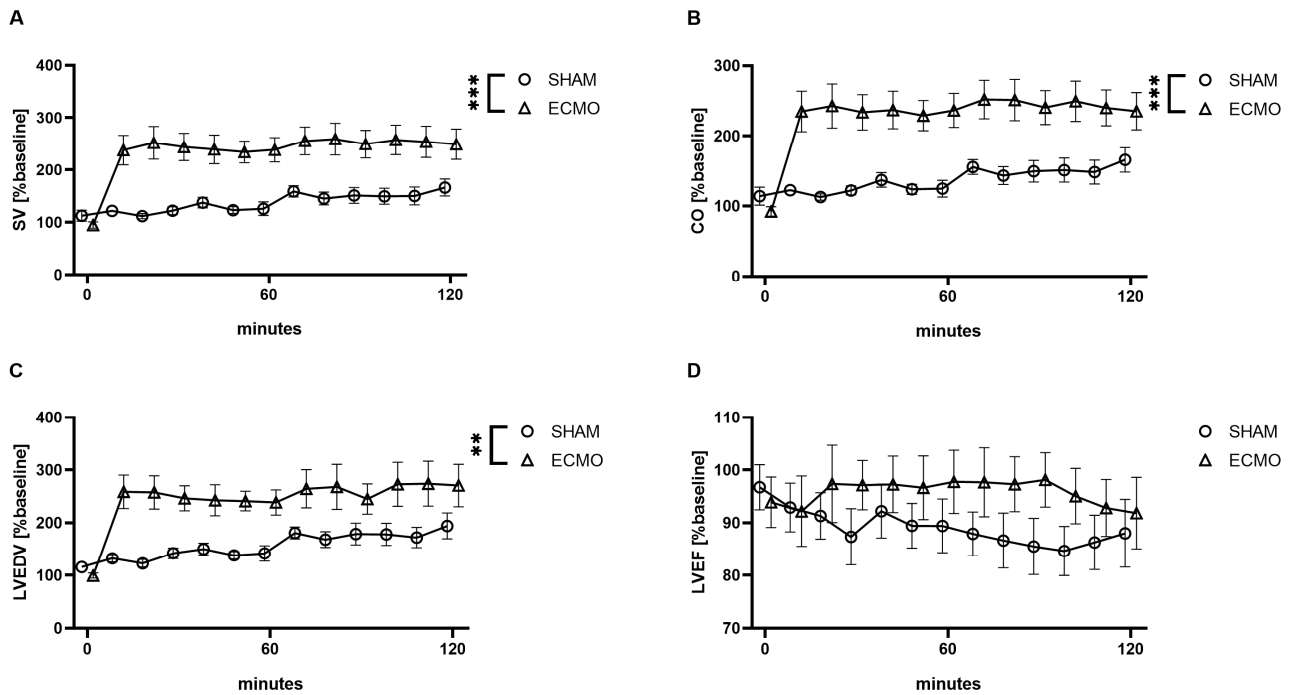 A
SV [%baseline]
400
300
200
100
0
0 60 120
minutes
*** SHAM
ECMO
B
CO [%baseline]
300
200
100
0
0 60 120
minutes
*** SHAM
ECMO
C
LVEDV [%baseline]
400
300
200
100
0
0 60 120
minutes
** SHAM
ECMO
D
LVEF [%baseline]
110
100
90
80
70
0 60 120
minutes
SHAM
ECMO